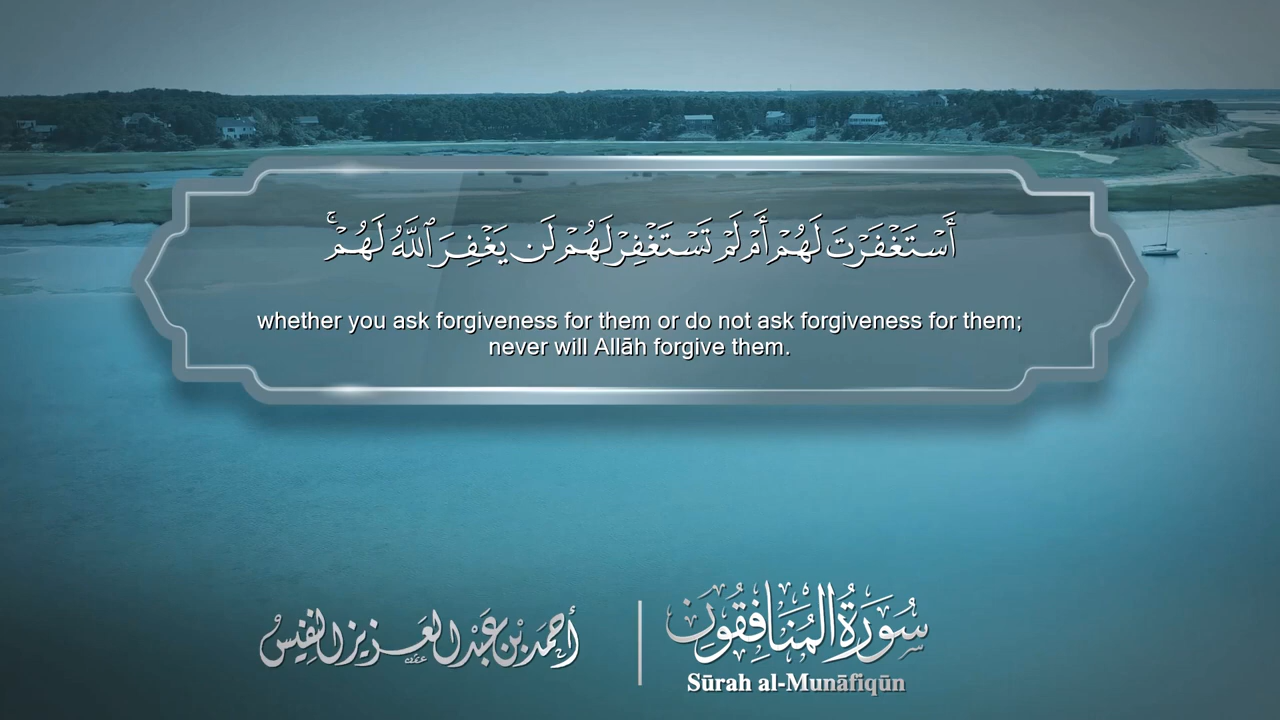 أَسْتَغْفَرْتَ لَهُمْ أَمْ لَمْ تَسْتَغْفِرْ لَهُمْ لَن يَغْفِرَ ٱللَّهُ لَهُمْ ۚ
whether you ask forgiveness for them or do not ask forgiveness for them;
never will Allāh forgive them.
سُورَةُ المُنَافِقُون
Sūrah al-Munāfiqūn
أحمد بن عبد العزيز النفيس